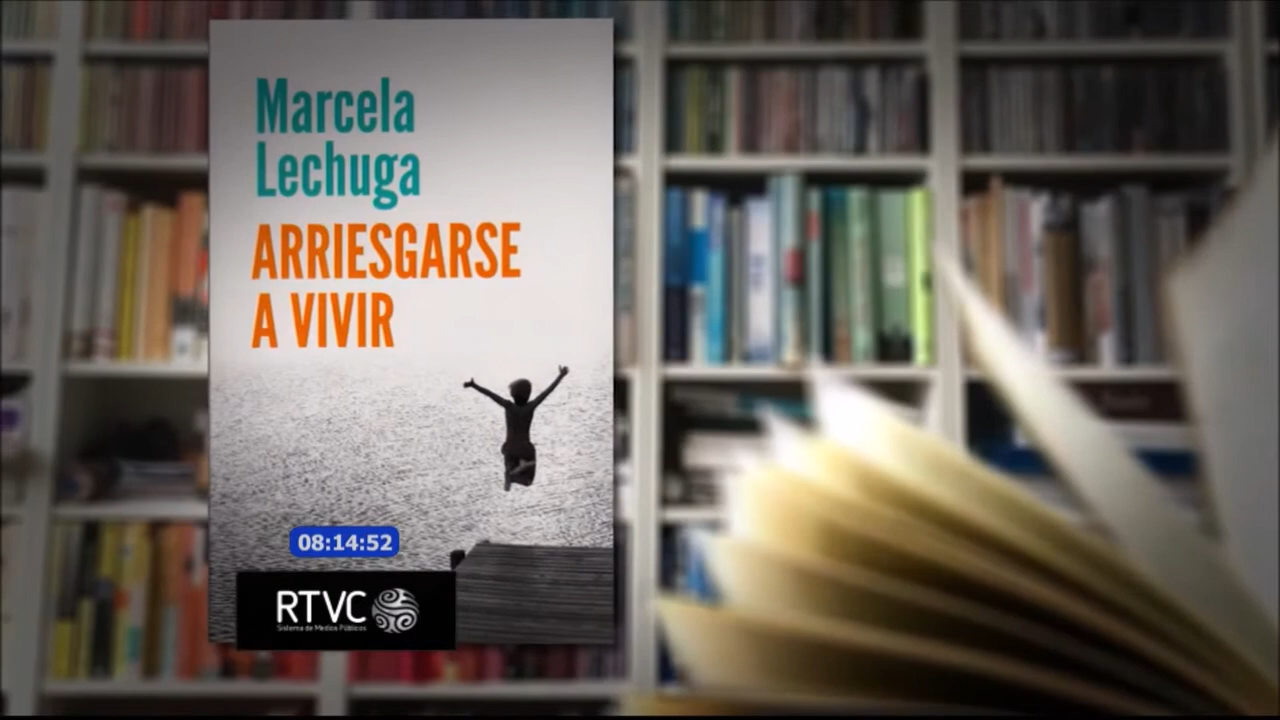 Marcela
Lechuga
ARRIESGARSE
A VIVIR
08:14:52
RTVC
Sistema de Medios Públicos